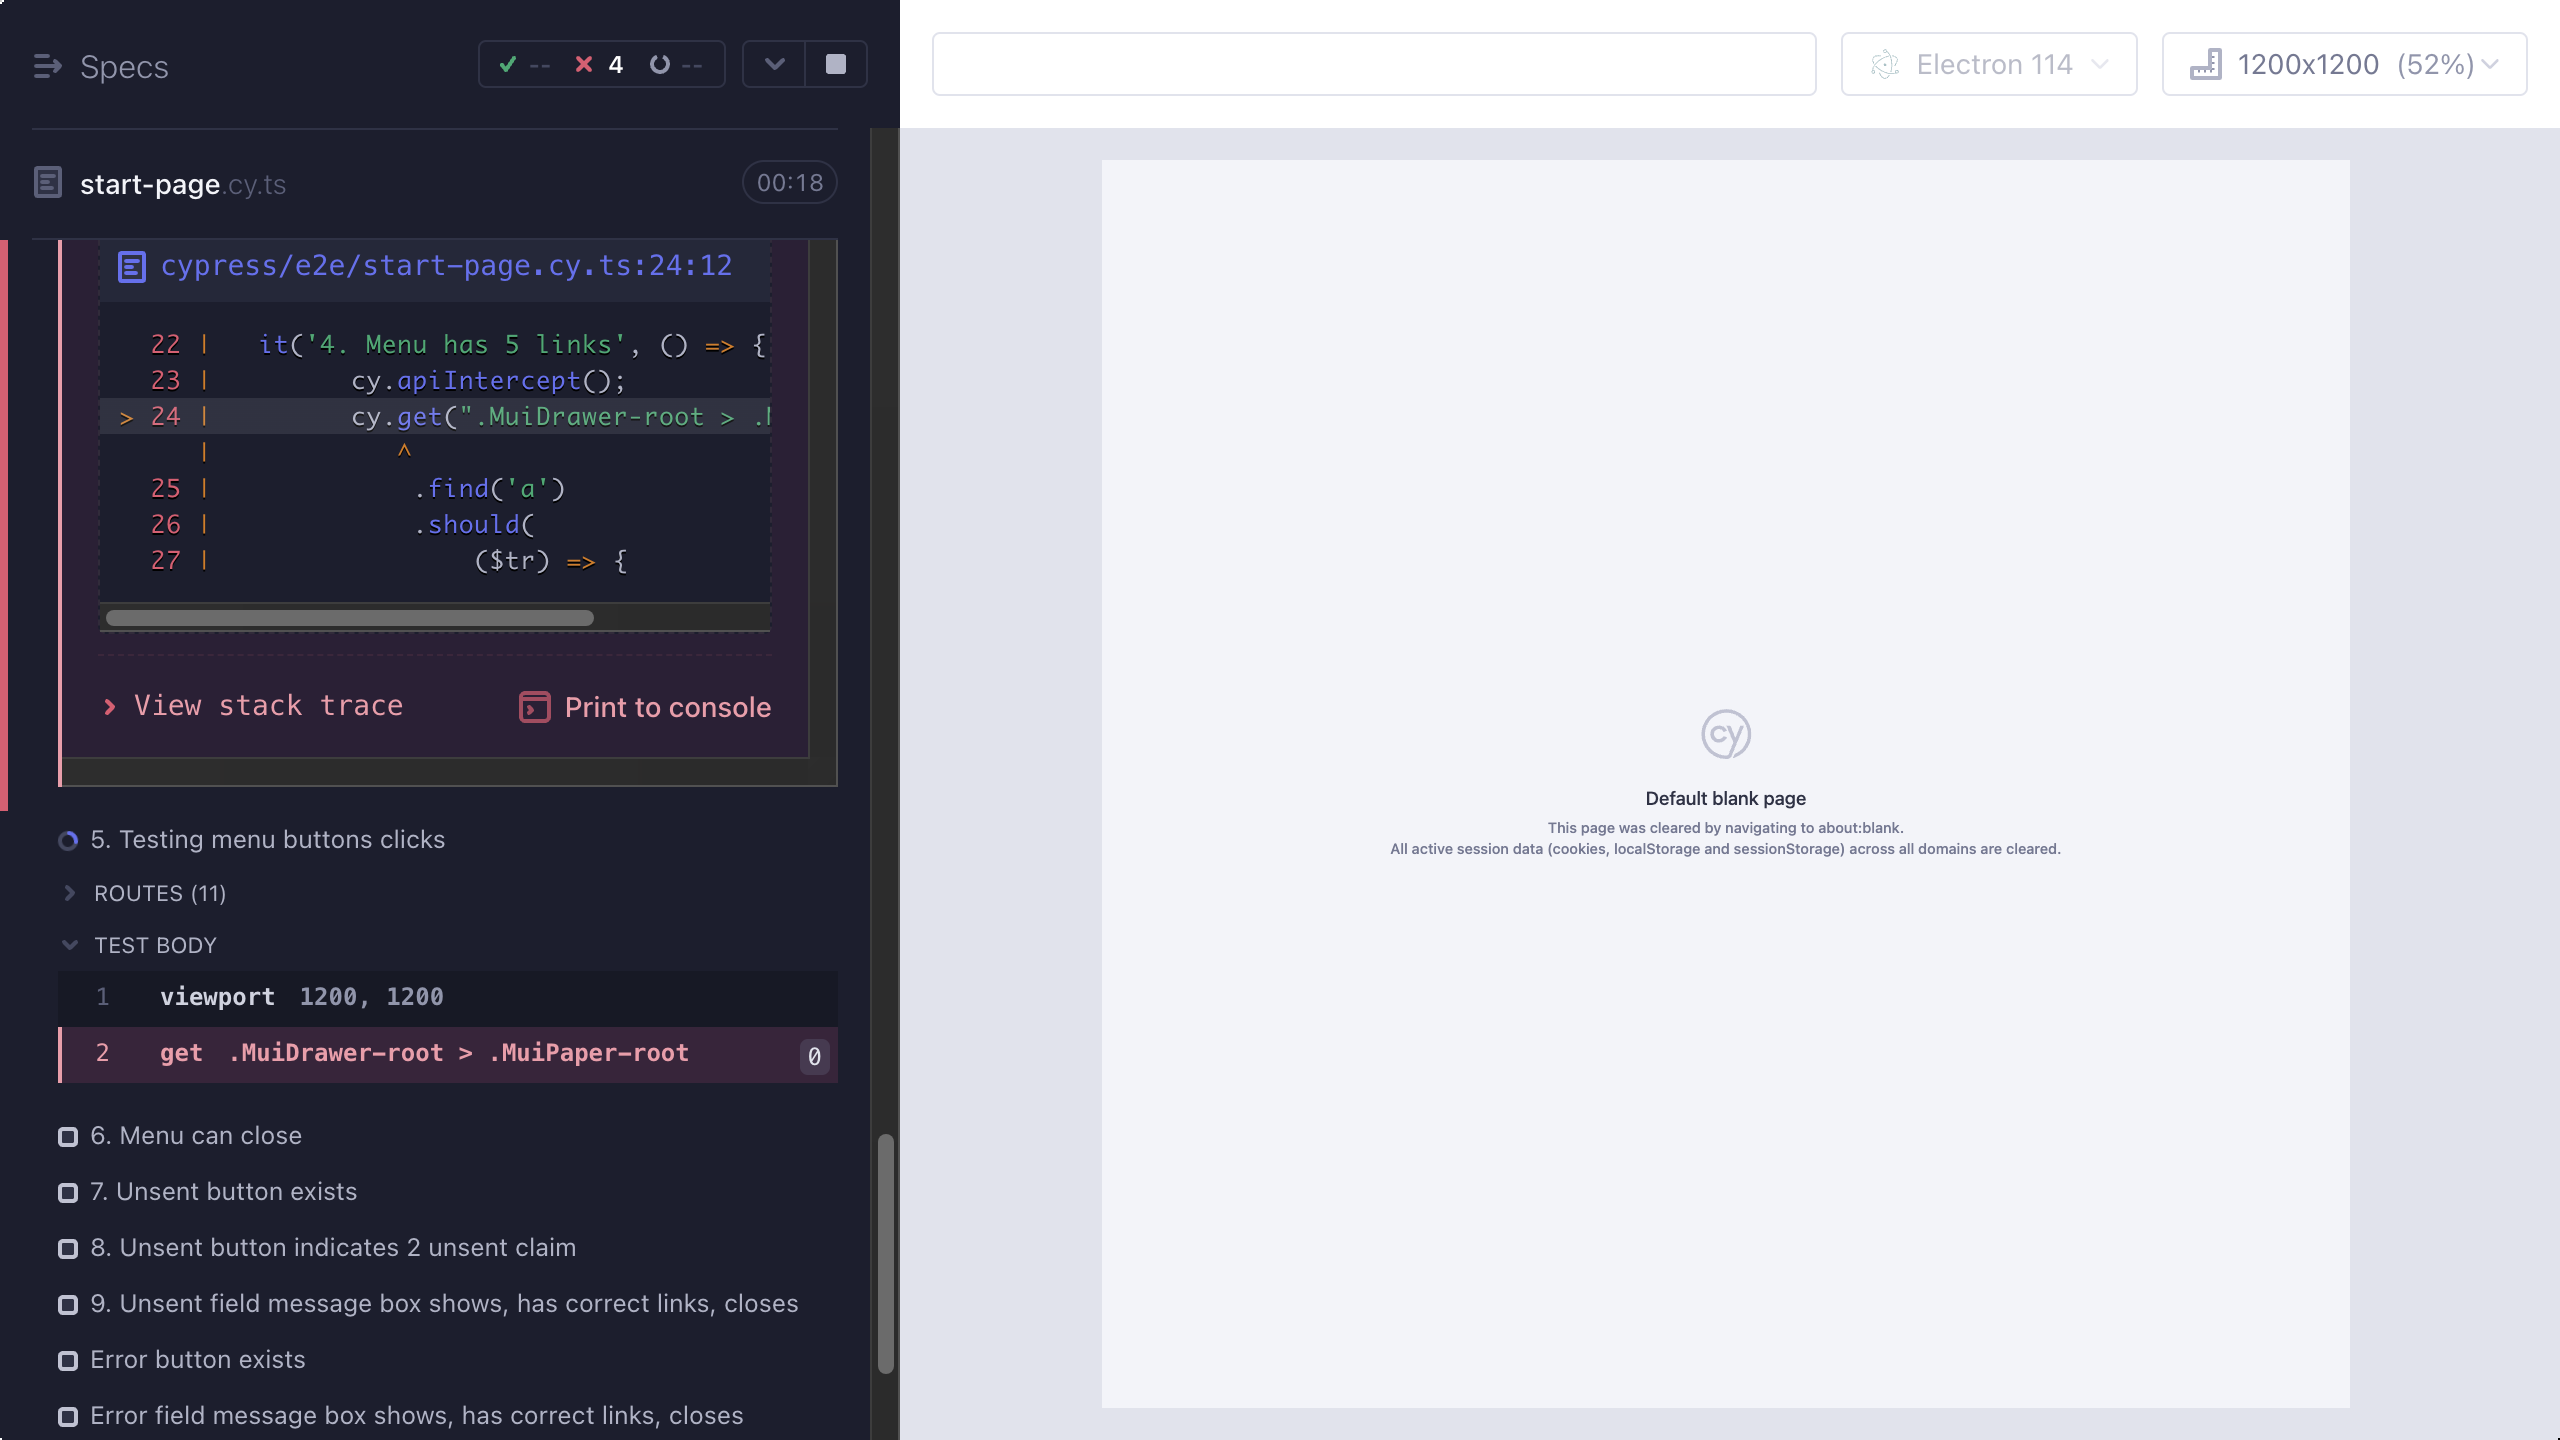 Specs
-- 4 --
start-page.cy.ts
00:18
cypress/e2e/start-page.cy.ts:24:12
22 | it('4. Menu has 5 links', () => {
23 | cy.apiIntercept();
> 24 | cy.get(".MuiDrawer-root > .
| ^
25 | .find('a')
26 | .should(
27 | ($tr) => {
View stack trace
Print to console
5. Testing menu buttons clicks
ROUTES (11)
TEST BODY
1 viewport 1200, 1200
2 get .MuiDrawer-root > .MuiPaper-root 0
6. Menu can close
7. Unsent button exists
8. Unsent button indicates 2 unsent claim
9. Unsent field message box shows, has correct links, closes
Error button exists
Error field message box shows, has correct links, closes
Electron 114
1200x1200 (52%)
cy
Default blank page
This page was cleared by navigating to about:blank.
All active session data (cookies, localStorage and sessionStorage) across all domains are cleared.